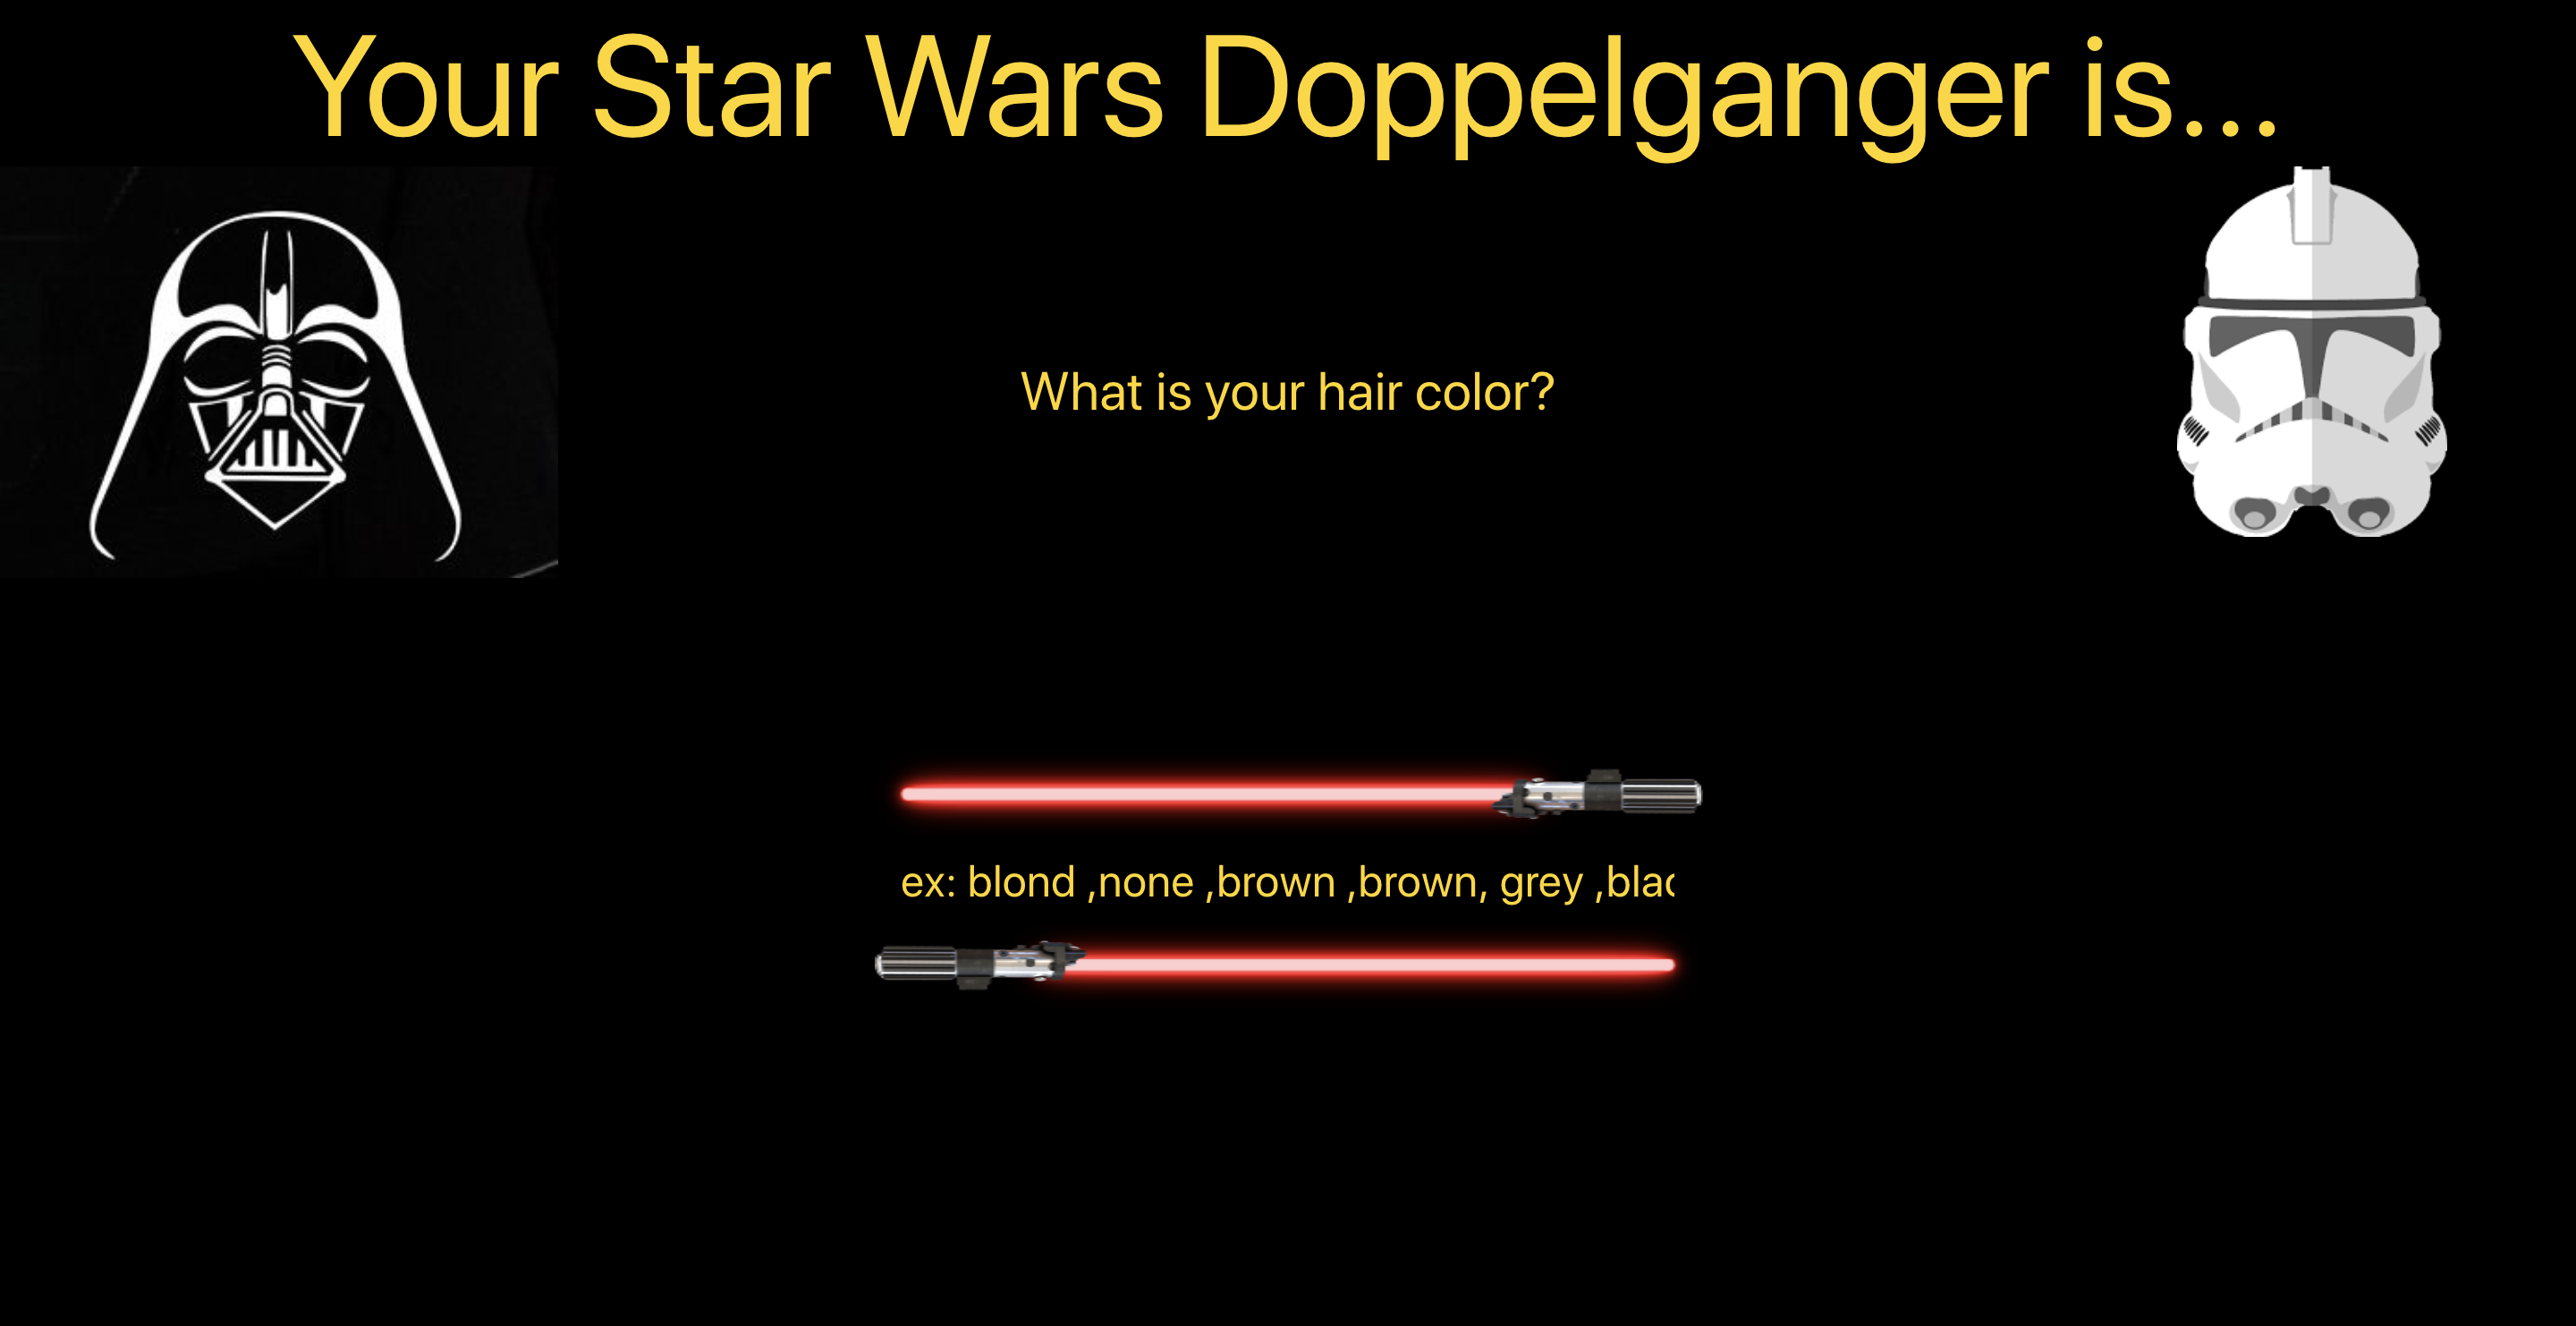 Your Star Wars Doppelganger is...
What is your hair color?
ex: blond ,none ,brown ,brown, grey ,blac